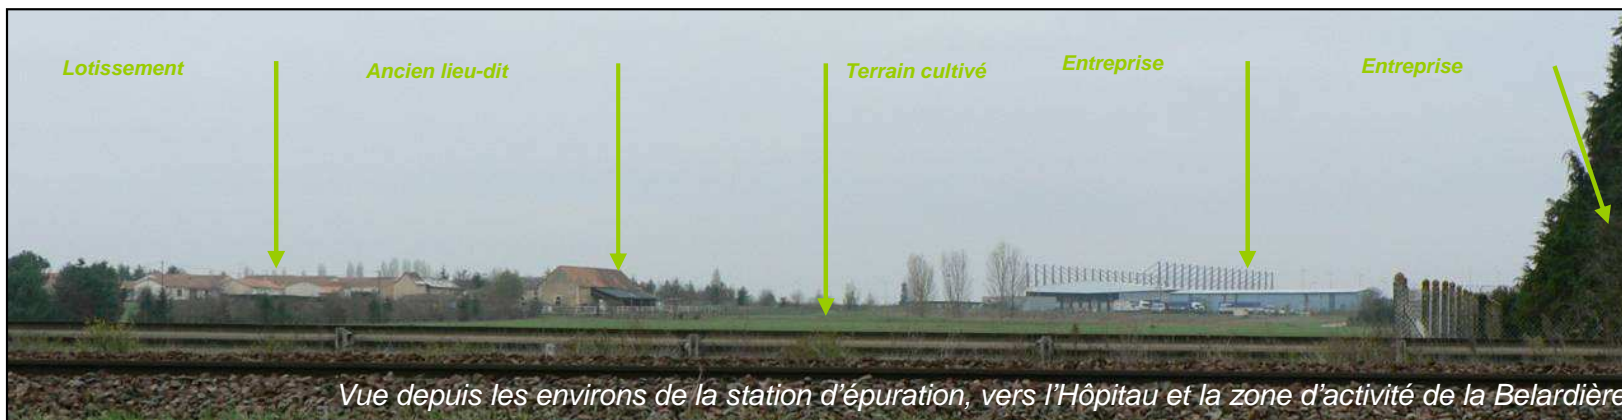 Lotissement
Ancien lieu-dit
Terrain cultivé
Entreprise
Entreprise
Vue depuis les environs de la station d'épuration, vers l'Hôpitau et la zone d'activité de la Belardière